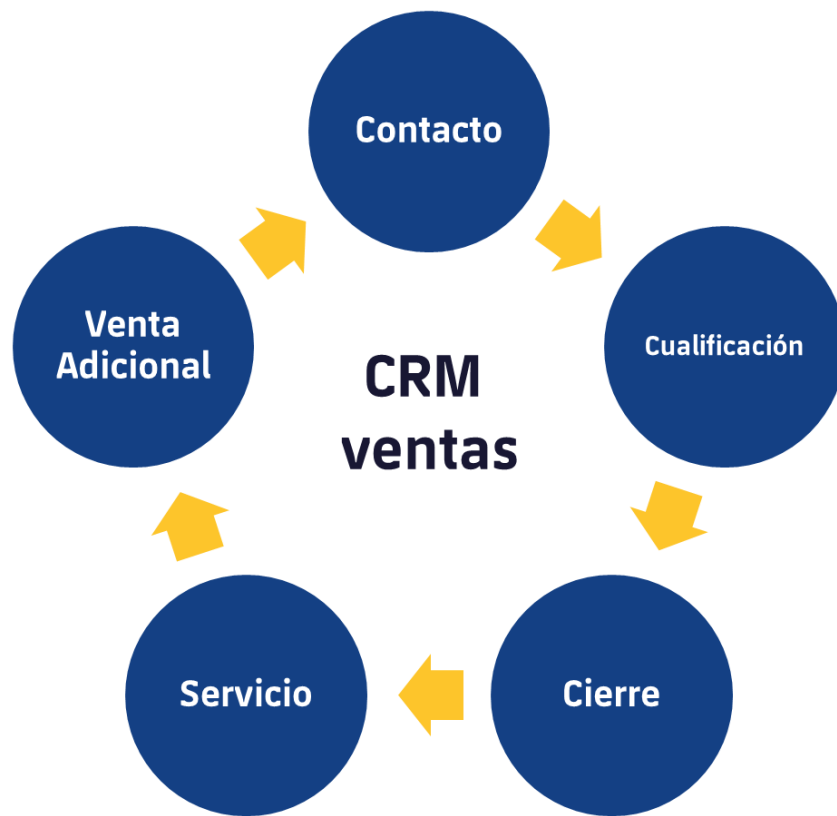 Contacto
Cualificación
Cierre
Servicio
Venta
Adicional
CRM
ventas